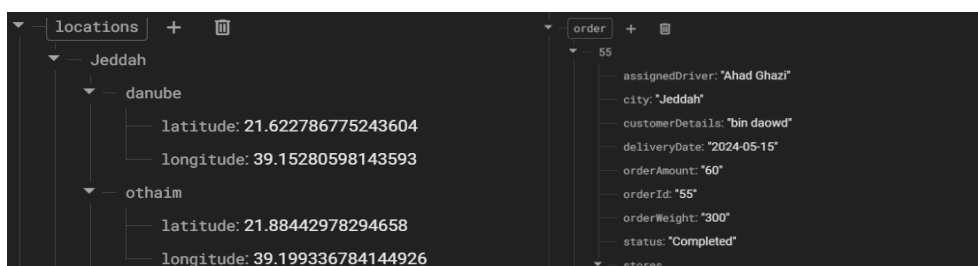 locations
Jeddah
danube
latitude: 21.622786775243604
longitude: 39.15280598143593
othaim
latitude: 21.88442978294658
longitude: 39.199336784144926
order
55
assignedDriver: "Ahad Ghazi"
city: "Jeddah"
customerDetails: "bin daowd"
deliveryDate: "2024-05-15"
orderAmount: "60"
orderId: "55"
orderWeight: "300"
status: "Completed"
stores